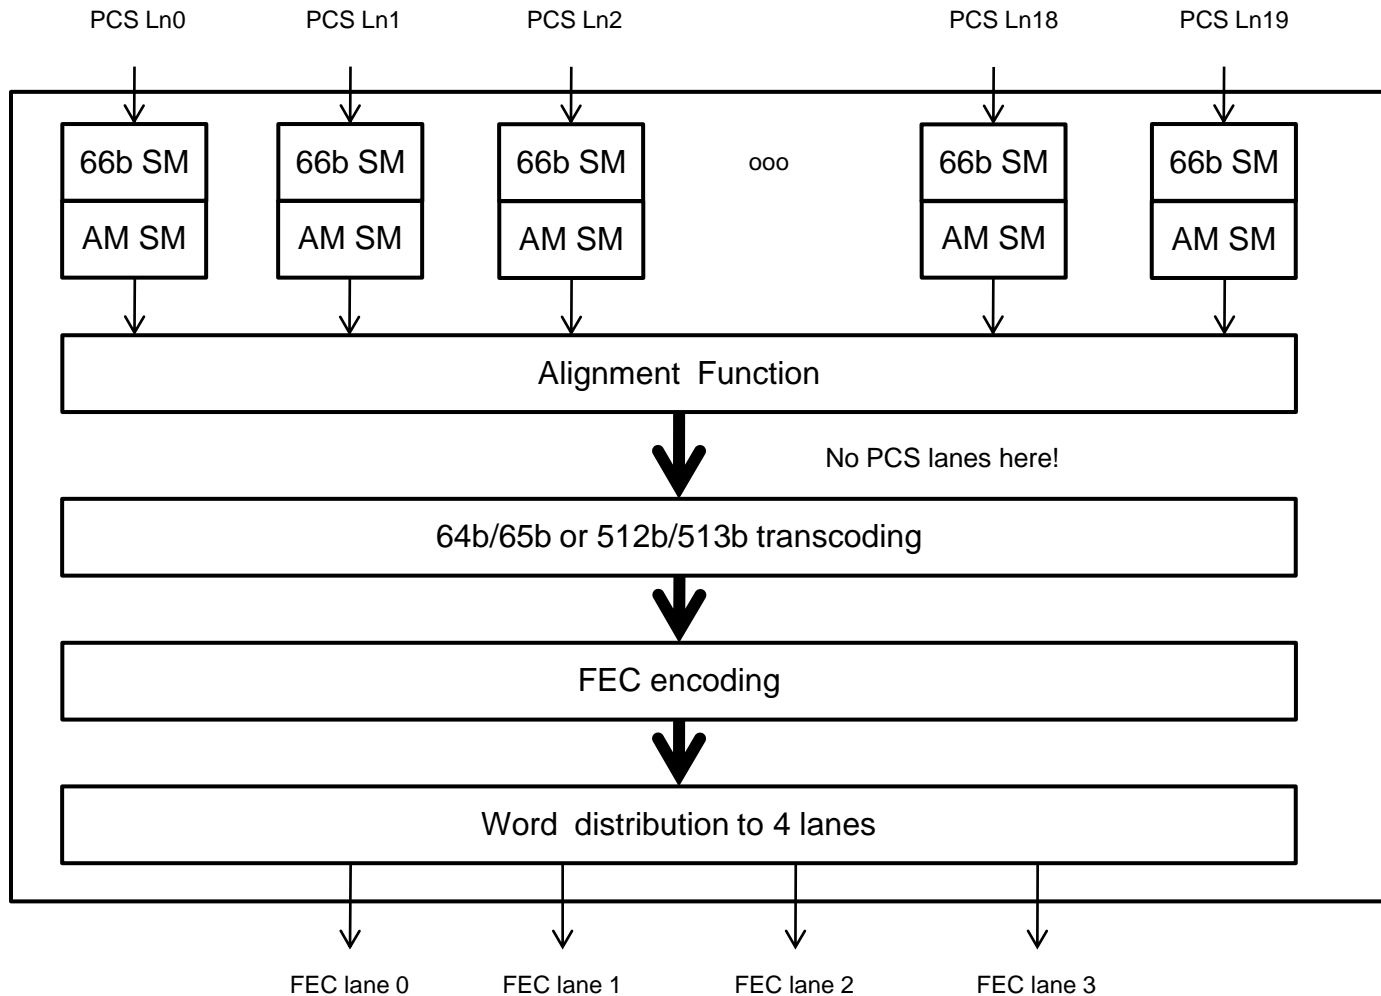 PCS Ln0 PCS Ln1 PCS Ln2 PCS Ln18 PCS Ln19
66b SM 66b SM 66b SM ooo 66b SM 66b SM
AM SM AM SM AM SM AM SM AM SM
Alignment Function
No PCS lanes here!
64b/65b or 512b/513b transcoding
FEC encoding
Word distribution to 4 lanes
FEC lane 0 FEC lane 1 FEC lane 2 FEC lane 3